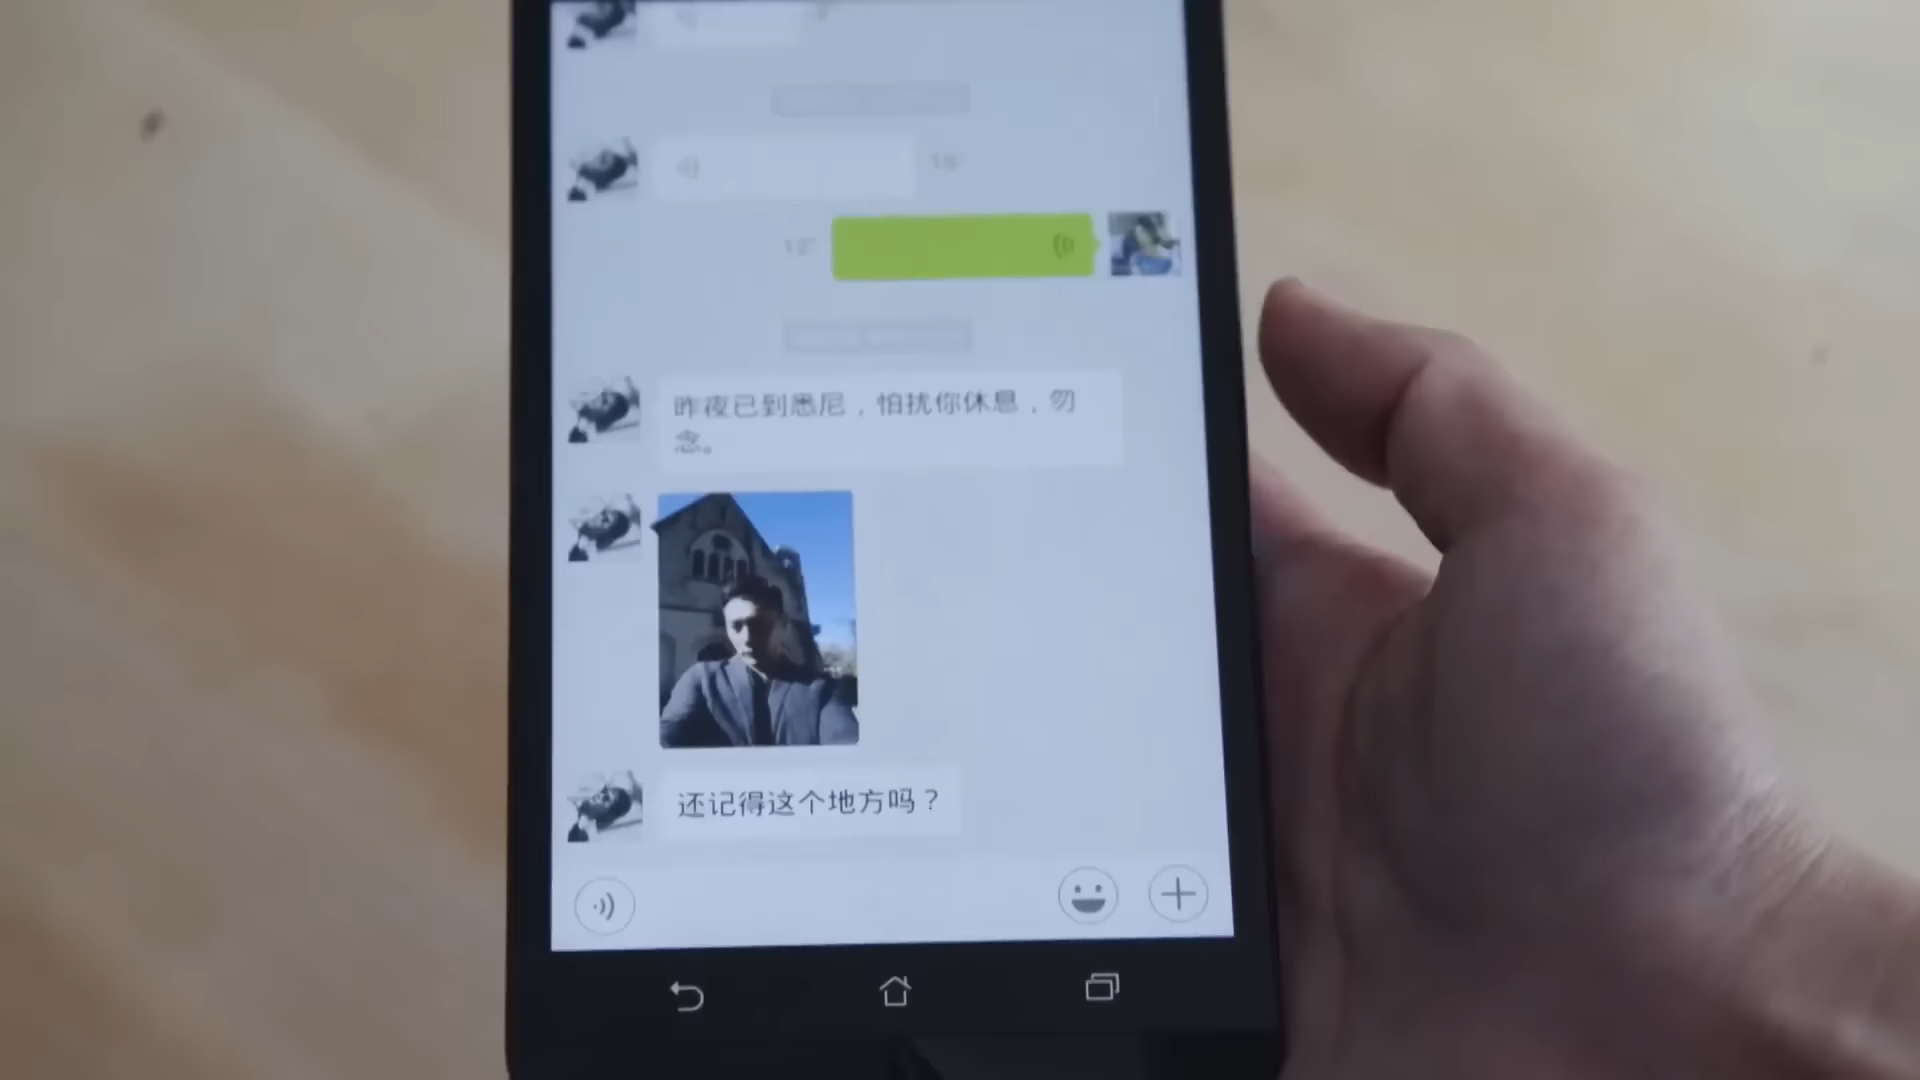 昨夜已到悉尼，怕扰你休息，勿
念。
还记得这个地方吗？